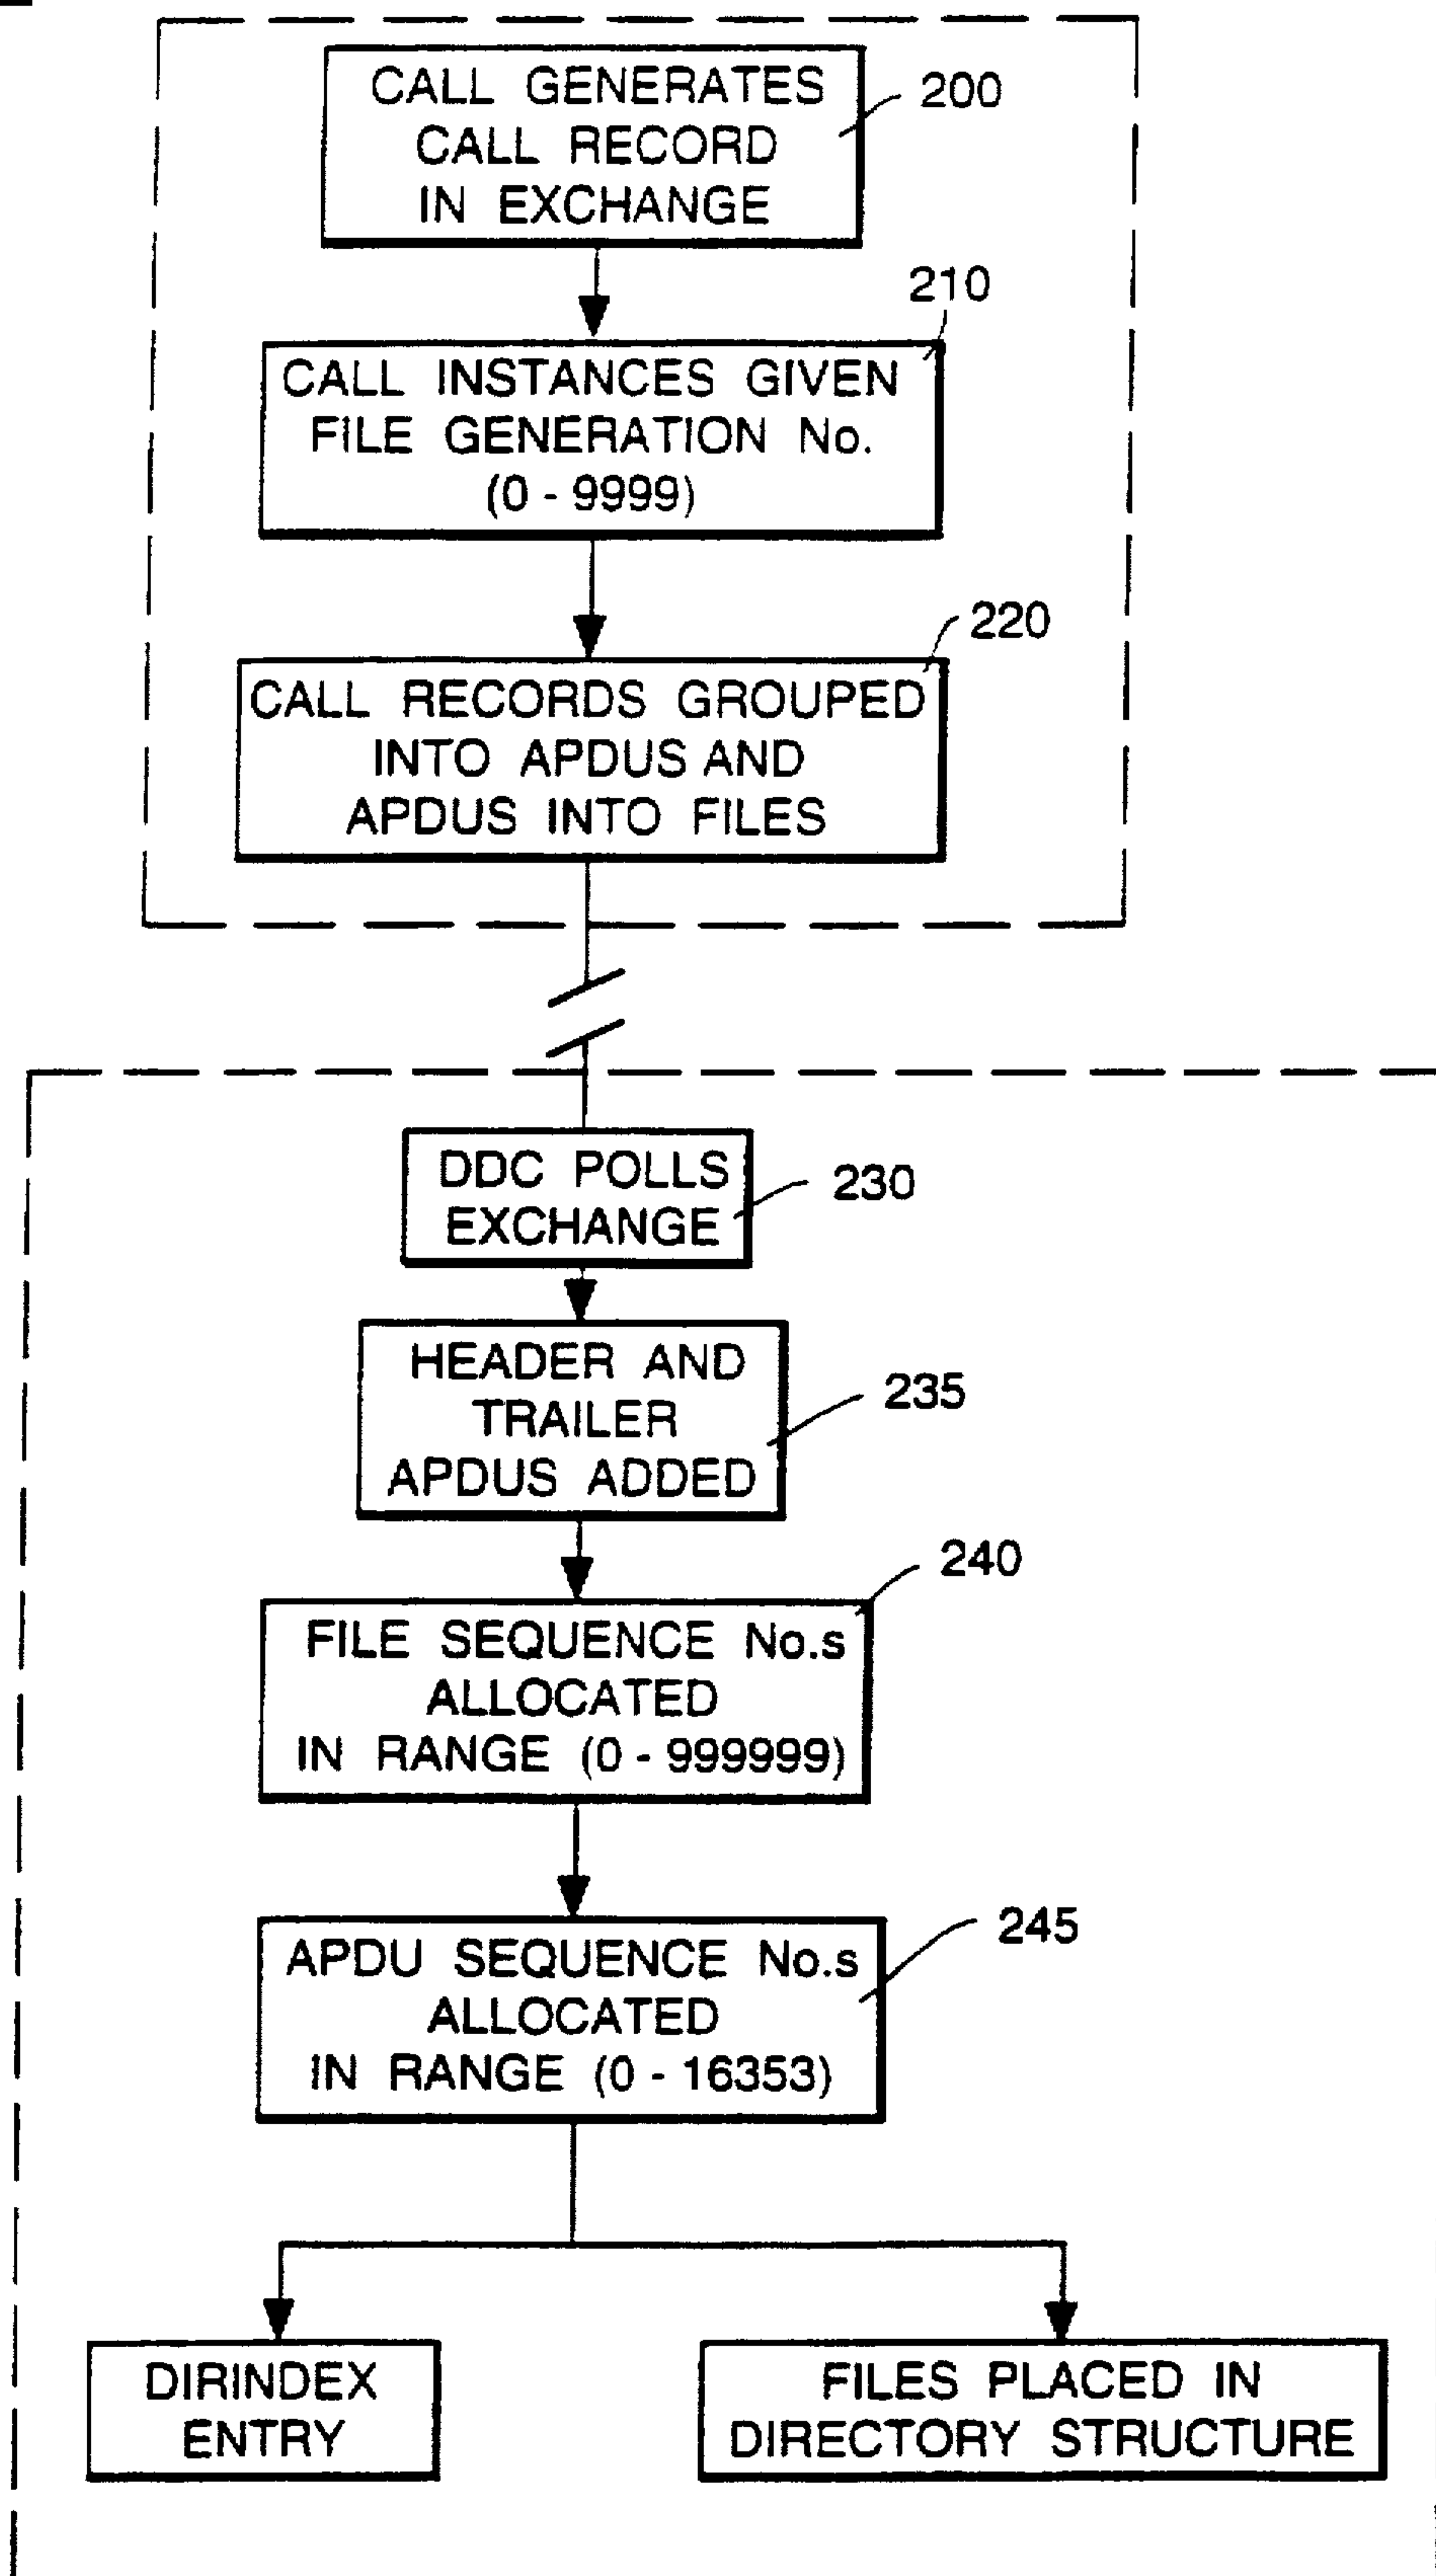 CALL GENERATES
CALL RECORD
IN EXCHANGE
200
210
CALL INSTANCES GIVEN
FILE GENERATION No.
(0 - 9999)
220
CALL RECORDS GROUPED
INTO APDUS AND
APDUS INTO FILES
DDC POLLS
EXCHANGE
230
HEADER AND
TRAILER
APDUS ADDED
235
240
FILE SEQUENCE No.s
ALLOCATED
IN RANGE (0 - 999999)
245
APDU SEQUENCE No.s
ALLOCATED
IN RANGE (0 - 16353)
DIRINDEX
ENTRY
FILES PLACED IN
DIRECTORY STRUCTURE